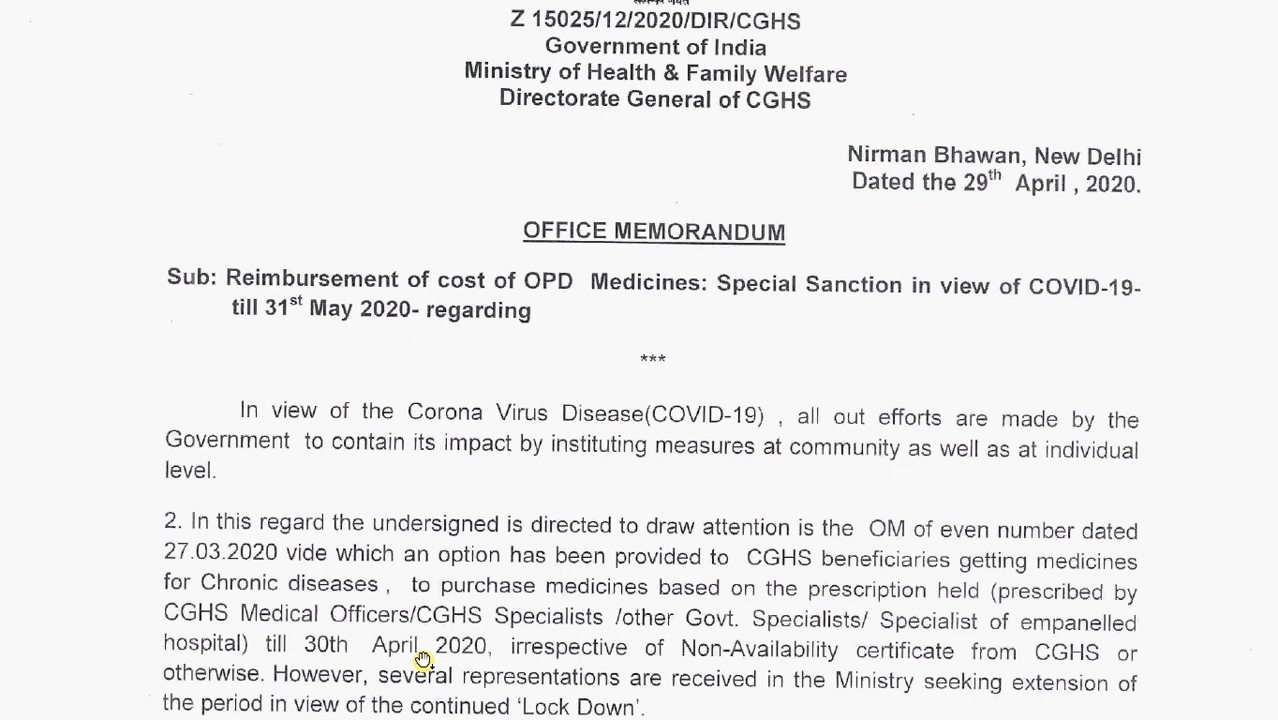 Z 15025/12/2020/DIR/CGHS
Government of India
Ministry of Health & Family Welfare
Directorate General of CGHS
Nirman Bhawan, New Delhi
Dated the 29th April , 2020.
OFFICE MEMORANDUM
Sub: Reimbursement of cost of OPD Medicines: Special Sanction in view of COVID-19-
till 31st May 2020- regarding
***
In view of the Corona Virus Disease(COVID-19) , all out efforts are made by the
Government to contain its impact by instituting measures at community as well as at individual
level.
2. In this regard the undersigned is directed to draw attention is the OM of even number dated
27.03.2020 vide which an option has been provided to CGHS beneficiaries getting medicines
for Chronic diseases , to purchase medicines based on the prescription held (prescribed by
CGHS Medical Officers/CGHS Specialists /other Govt. Specialists/ Specialist of empanelled
hospital) till 30th April 2020, irrespective of Non-Availability certificate from CGHS or
otherwise. However, several representations are received in the Ministry seeking extension of
the period in view of the continued ‘Lock Down’.